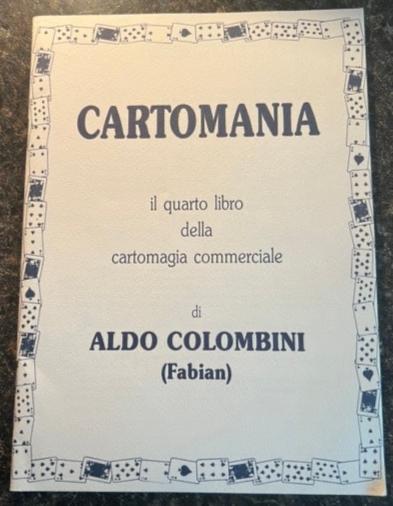 CARTOMANIA
il quarto libro
della
cartomagia commerciale
di
ALDO COLOMBINI
(Fabian)